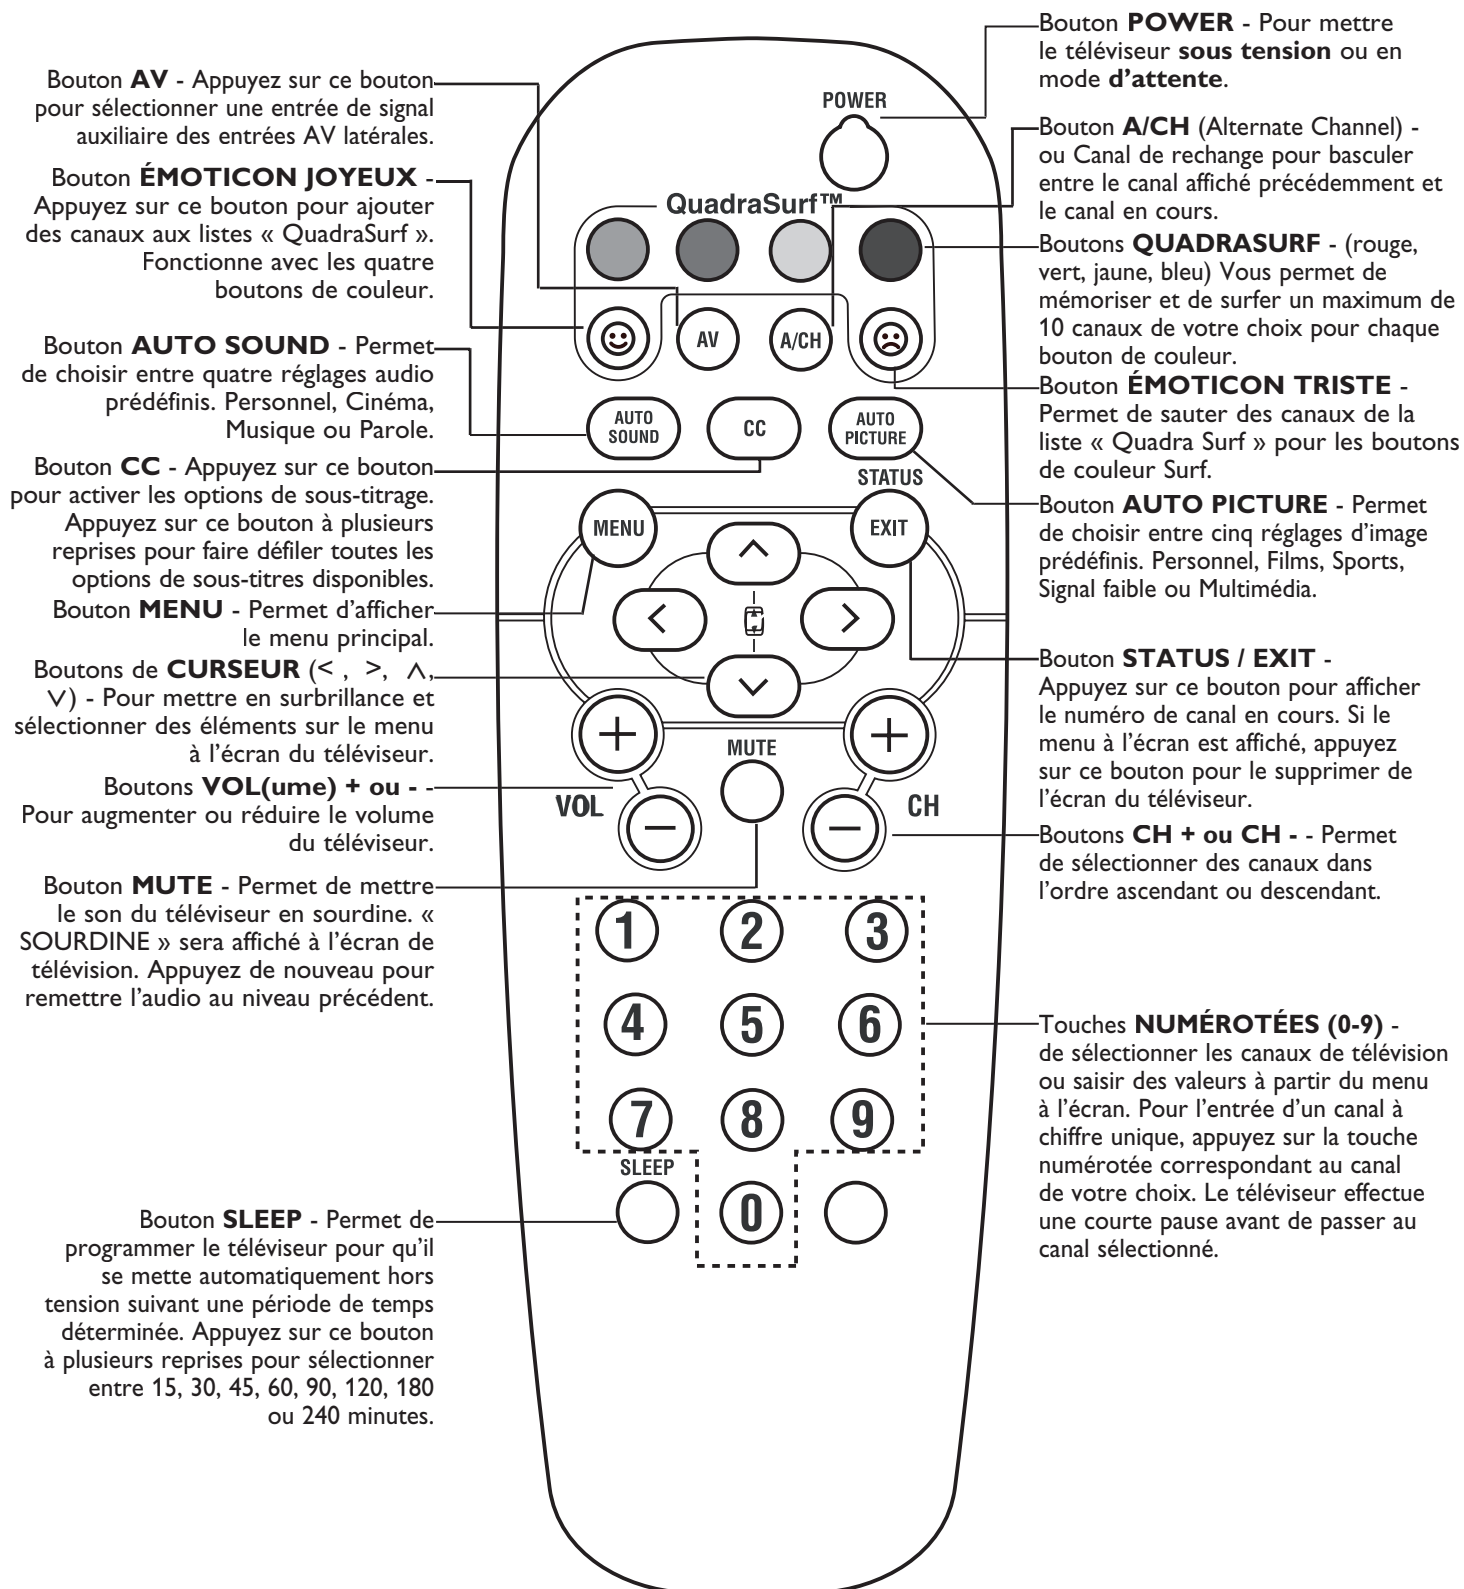 Bouton AV - Appuyez sur ce bouton
pour sélectionner une entrée de signal
auxiliaire des entrées AV latérales.
Bouton ÉMOTICON JOYEUX -
Appuyez sur ce bouton pour ajouter
des canaux aux listes « QuadraSurf ».
Fonctionne avec les quatre
boutons de couleur.
Bouton AUTO SOUND - Permet
de choisir entre quatre réglages audio
prédéfinis. Personnel, Cinéma,
Musique ou Parole.
Bouton CC - Appuyez sur ce bouton
pour activer les options de sous-titrage.
Appuyez sur ce bouton à plusieurs
reprises pour faire défiler toutes les
options de sous-titres disponibles.
Bouton MENU - Permet d'afficher
le menu principal.
Boutons de CURSEUR (< , >, ∧,
∨) - Pour mettre en surbrillance et
sélectionner des éléments sur le menu
à l'écran du téléviseur.
Boutons VOL(ume) + ou - -
Pour augmenter ou réduire le volume
du téléviseur.
Bouton MUTE - Permet de mettre
le son du téléviseur en sourdine. «
SOURDINE » sera affiché à l'écran de
télévision. Appuyez de nouveau pour
remettre l'audio au niveau précédent.
Bouton SLEEP - Permet de
programmer le téléviseur pour qu'il
se mette automatiquement hors
tension suivant une période de temps
déterminée. Appuyez sur ce bouton
à plusieurs reprises pour sélectionner
entre 15, 30, 45, 60, 90, 120, 180
ou 240 minutes.
POWER
QuadraSurf™
AV
A/CH
AUTO
SOUND
CC
AUTO
PICTURE
STATUS
MENU
EXIT
MUTE
VOL
CH
1
2
3
4
5
6
7
8
9
SLEEP
0
Bouton POWER - Pour mettre
le téléviseur sous tension ou en
mode d'attente.
Bouton A/CH (Alternate Channel) -
ou Canal de rechange pour basculer
entre le canal affiché précédemment et
le canal en cours.
Boutons QUADRASURF - (rouge,
vert, jaune, bleu) Vous permet de
mémoriser et de surfer un maximum de
10 canaux de votre choix pour chaque
bouton de couleur.
Bouton ÉMOTICON TRISTE -
Permet de sauter des canaux de la
liste « Quadra Surf » pour les boutons
de couleur Surf.
Bouton AUTO PICTURE - Permet
de choisir entre cinq réglages d'image
prédéfinis. Personnel, Films, Sports,
Signal faible ou Multimédia.
Bouton STATUS / EXIT -
Appuyez sur ce bouton pour afficher
le numéro de canal en cours. Si le
menu à l'écran est affiché, appuyez
sur ce bouton pour le supprimer de
l'écran du téléviseur.
Boutons CH + ou CH - - Permet
de sélectionner des canaux dans
l'ordre ascendant ou descendant.
Touches NUMÉROTÉES (0-9) -
de sélectionner les canaux de télévision
ou saisir des valeurs à partir du menu
à l'écran. Pour l'entrée d'un canal à
chiffre unique, appuyez sur la touche
numérotée correspondant au canal
de votre choix. Le téléviseur effectue
une courte pause avant de passer au
canal sélectionné.